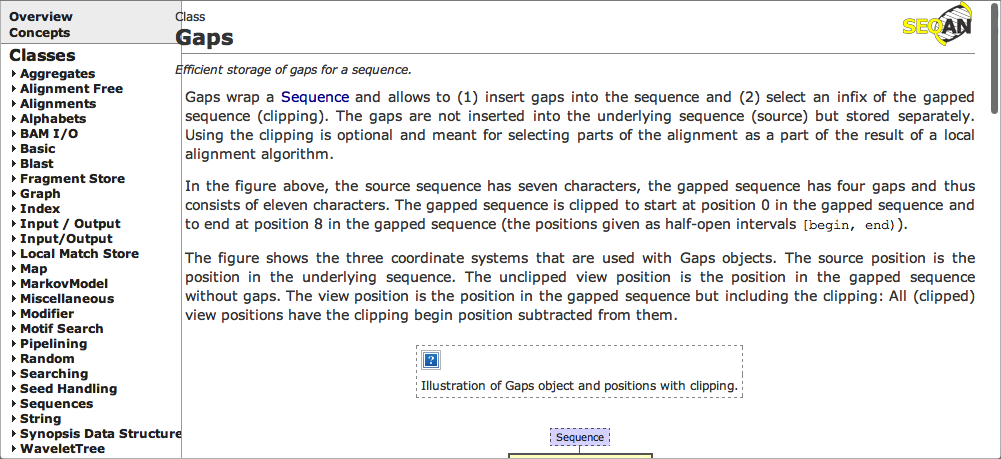 Overview
Concepts
Classes
Aggregates
Alignment Free
Alignments
Alphabets
BAM I/O
Basic
Blast
Fragment Store
Graph
Index
Input / Output
Input/Output
Local Match Store
Map
MarkovModel
Miscellaneous
Modifier
Motif Search
Pipelining
Random
Searching
Seed Handling
Sequences
String
Synopsis Data Structure
WaveletTree
Class
Gaps
SEQAN
Efficient storage of gaps for a sequence.
Gaps wrap a Sequence and allows to (1) insert gaps into the sequence and (2) select an infix of the gapped
sequence (clipping). The gaps are not inserted into the underlying sequence (source) but stored separately.
Using the clipping is optional and meant for selecting parts of the alignment as a part of the result of a local
alignment algorithm.
In the figure above, the source sequence has seven characters, the gapped sequence has four gaps and thus
consists of eleven characters. The gapped sequence is clipped to start at position 0 in the gapped sequence and
to end at position 8 in the gapped sequence (the positions given as half-open intervals [begin, end)).
The figure shows the three coordinate systems that are used with Gaps objects. The source position is the
position in the underlying sequence. The unclipped view position is the position in the gapped sequence
without gaps. The view position is the position in the gapped sequence but including the clipping: All (clipped)
view positions have the clipping begin position subtracted from them.
?
Illustration of Gaps object and positions with clipping.
Sequence